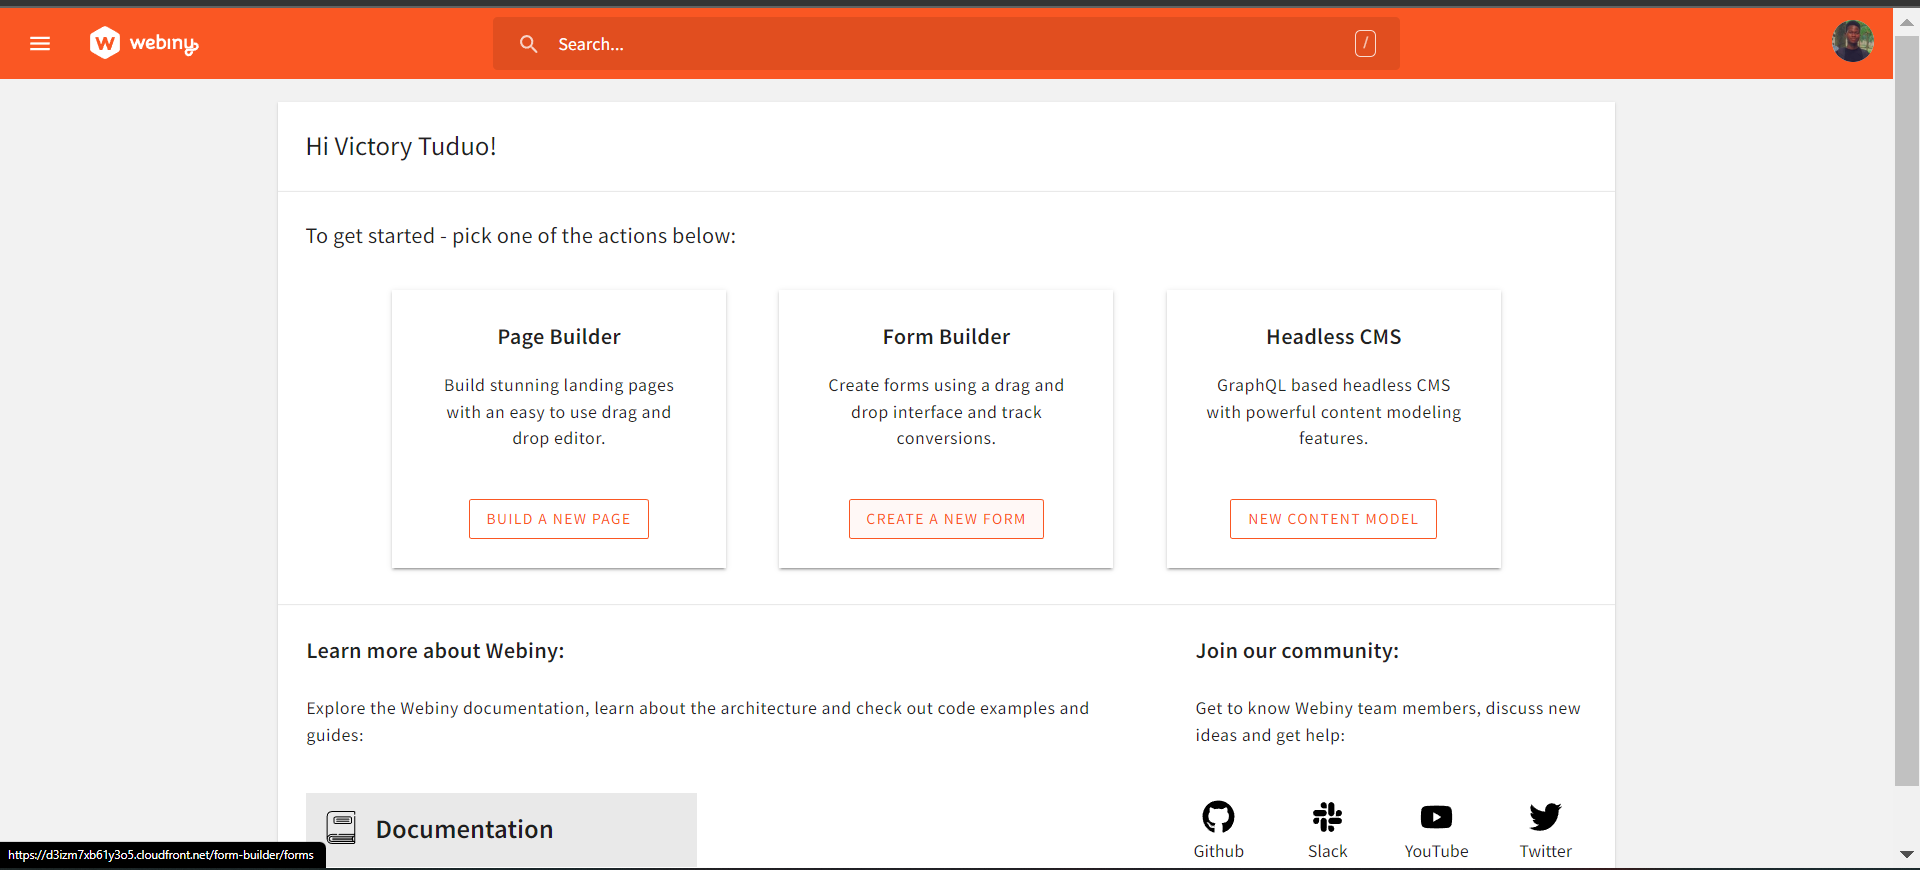 webiny
Search...
/
Hi Victory Tuduo!
To get started - pick one of the actions below:
Page Builder
Build stunning landing pages
with an easy to use drag and
drop editor.
BUILD A NEW PAGE
Form Builder
Create forms using a drag and
drop interface and track
conversions.
CREATE A NEW FORM
Headless CMS
GraphQL based headless CMS
with powerful content modeling
features.
NEW CONTENT MODEL
Learn more about Webiny:
Explore the Webiny documentation, learn about the architecture and check out code examples and
guides:
Documentation
Join our community:
Get to know Webiny team members, discuss new
ideas and get help:
Github
Slack
YouTube
Twitter
https://d3izm7xb61y3o5.cloudfront.net/form-builder/forms